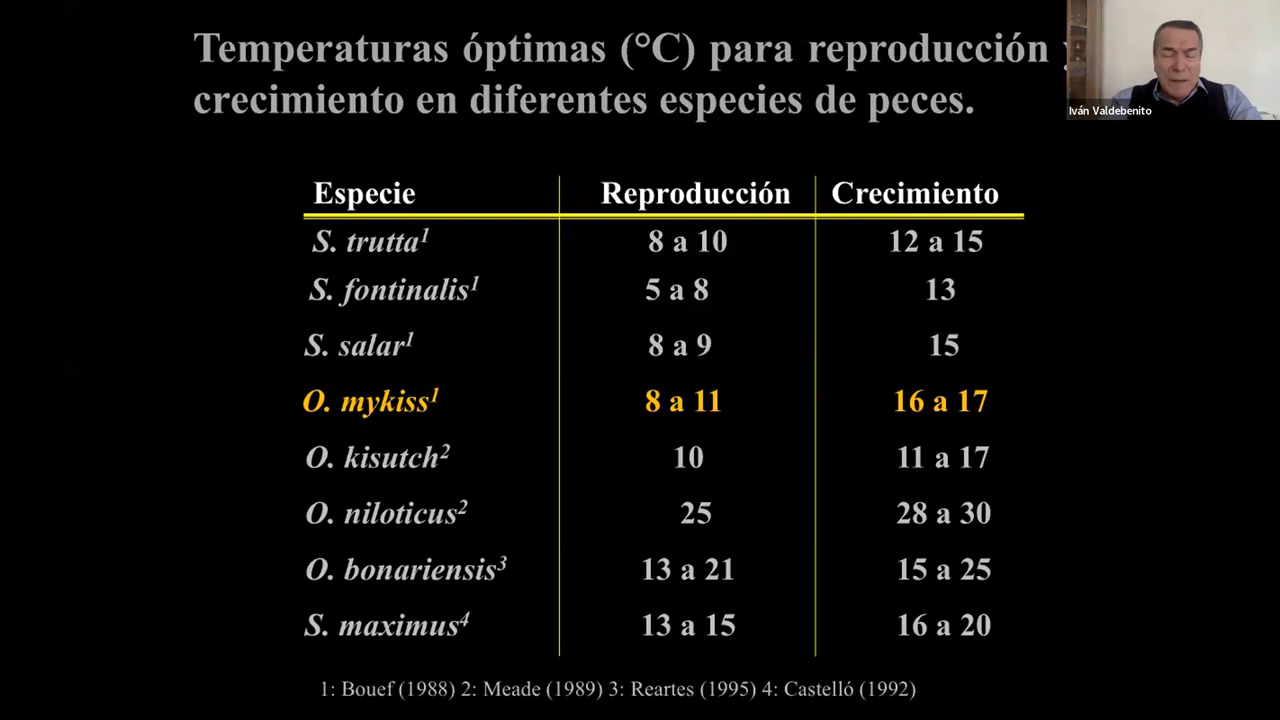 Temperaturas óptimas (°C) para reproducción
crecimiento en diferentes especies de peces.
Iván Valdebenito
Especie Reproducción Crecimiento
S. trutta¹ 8 a 10 12 a 15
S. fontinalis¹ 5 a 8 13
S. salar¹ 8 a 9 15
O. mykiss¹ 8 a 11 16 a 17
O. kisutch² 10 11 a 17
O. niloticus² 25 28 a 30
O. bonariensis³ 13 a 21 15 a 25
S. maximus⁴ 13 a 15 16 a 20
1: Bouef (1988) 2: Meade (1989) 3: Reartes (1995) 4: Castelló (1992)